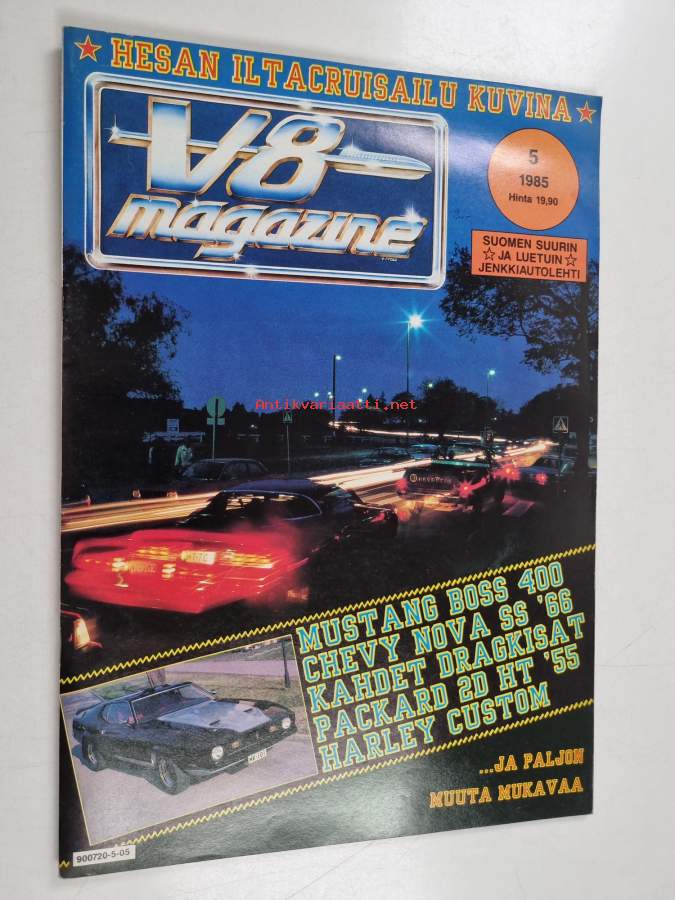 HESAN ILTACRUISAILU KUVINA
V8
magazine
5
1985
Hinta 19,90
SUOMEN SUURIN
JA LUETUIN
JENKKIAUTOLEHTI
Antikvariaatti.net
MUSTANG BOSS 400
CHEVY NOVA SS '66
KAHDET DRAGKISAT
PACKARD 2D HT '55
HARLEY CUSTOM
...JA PALJON
MUUTA MUKAVAA
900720-5-05